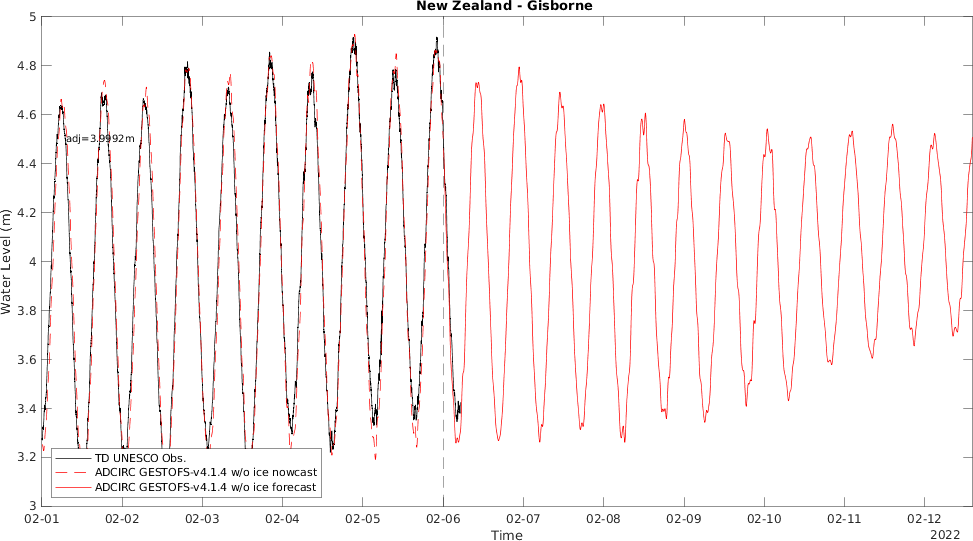 New Zealand - Gisborne
5
4.8
4.6
4.4
4.2
4
3.8
3.6
3.4
3.2
3
Water Level (m)
adj=3.9992m
TD UNESCO Obs.
ADCIRC GESTOFS-v4.1.4 w/o ice nowcast
ADCIRC GESTOFS-v4.1.4 w/o ice forecast
02-01 02-02 02-03 02-04 02-05 02-06 02-07 02-08 02-09 02-10 02-11 02-12
Time
2022